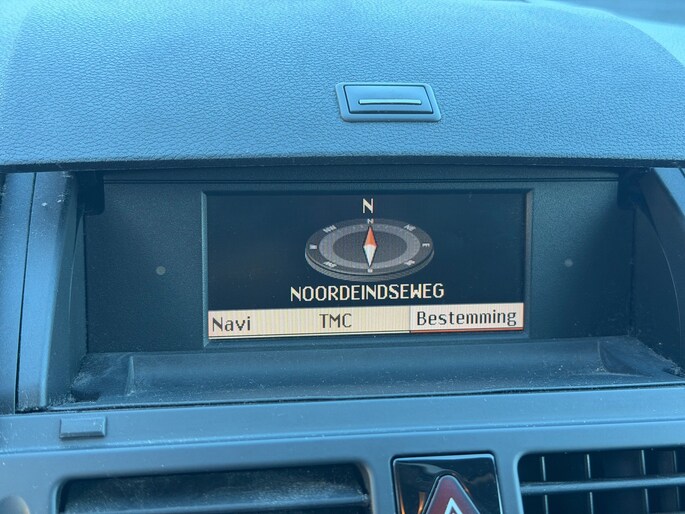 N
NOORDEINDSEWEG
Navi TMC Bestemming